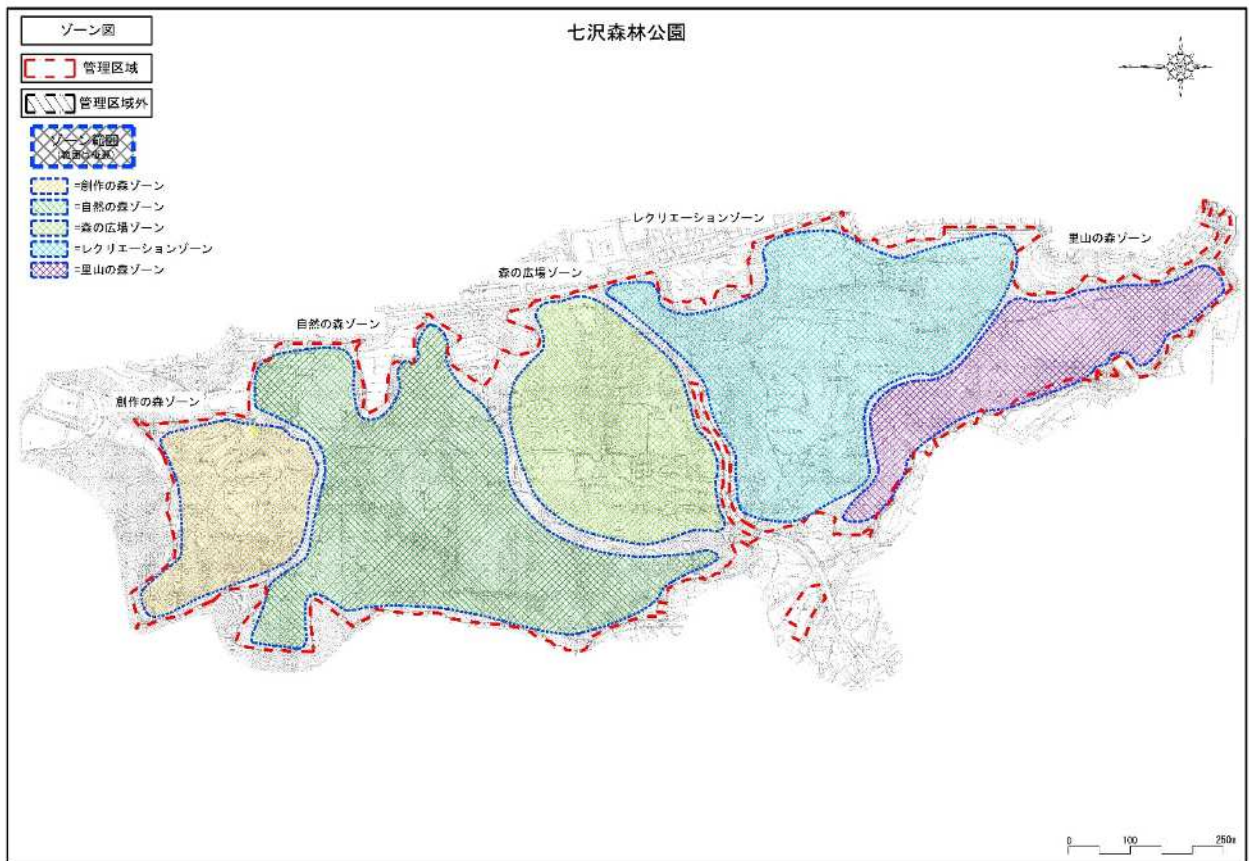 ゾーン図
七沢森林公園
管理区域
管理区域外
ゾーン範囲
=創作の森ゾーン
=自然の森ゾーン
=森の広場ゾーン
=レクリエーションゾーン
=里山の森ゾーン
レクリエーションゾーン
里山の森ゾーン
森の広場ゾーン
自然の森ゾーン
創作の森ゾーン
0 100 250m